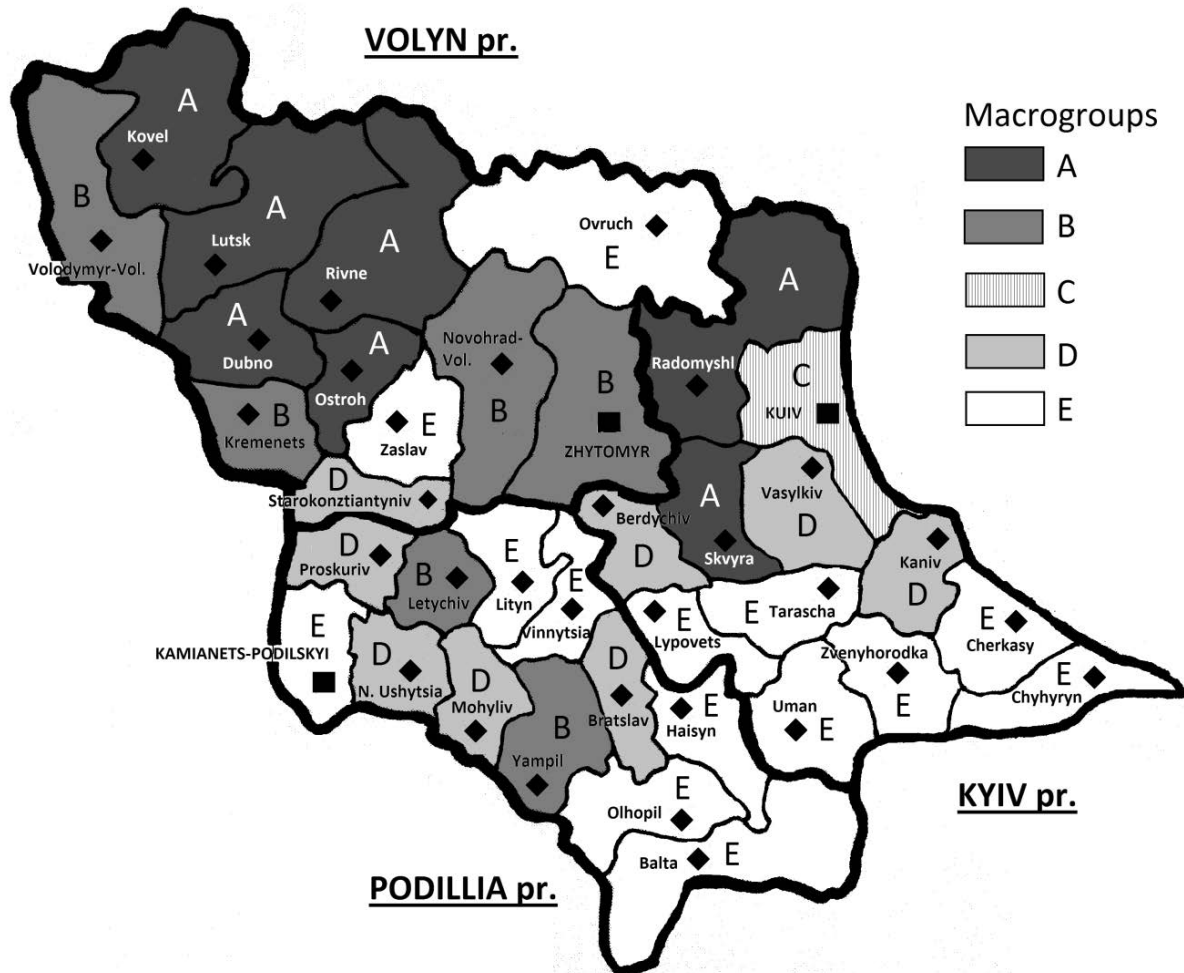 VOLYN pr.
Macrogroups
A
B
C
D
E
A
Kovel
B
Volodymyr-Vol.
A
Lutsk
A
Rivne
Ovruch
E
A
Radomyshl
A
Dubno
A
Ostroh
Novohrad-
Vol.
B
B
ZHYTOMYR
C
KUIV
B
Kremenets
E
Zaslav
D
Starokonztiantyniv
A
Skvyra
Vasylkiv
D
Berdychiv
D
Kaniv
D
D
Proskuriv
B
Letychiv
E
Lityn
E
Vinnytsia
Lypovets
E
E
Tarascha
E
Cherkasy
E
KAMIANETS-PODILSKYI
D
N. Ushytsia
D
Mohyliv
D
Bratslav
Haisyn
E
Uman
E
Zvenyhorodka
E
E
Chyhyryn
B
Yampil
Olhopil
E
Balta
E
KYIV pr.
PODILLIA pr.